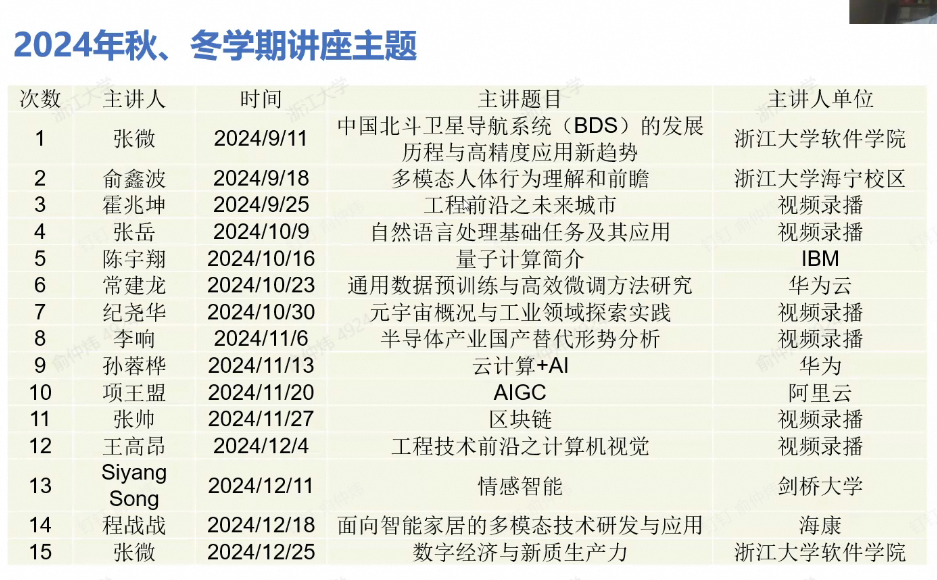 2024年秋、冬学期讲座主题
次数 主讲人 时间 主讲题目 主讲人单位
1 张微 2024/9/11 中国北斗卫星导航系统（BDS）的发展历程与高精度应用新趋势 浙江大学软件学院
2 俞鑫波 2024/9/18 多模态人体行为理解和前瞻 浙江大学海宁校区
3 霍兆坤 2024/9/25 工程前沿之未来城市 视频录播
4 张岳 2024/10/9 自然语言处理基础任务及其应用 视频录播
5 陈宇翔 2024/10/16 量子计算简介 IBM
6 常建龙 2024/10/23 通用数据预训练与高效微调方法研究 华为云
7 纪尧华 2024/10/30 元宇宙概况与工业领域探索实践 视频录播
8 李响 2024/11/6 半导体产业国产替代形势分析 视频录播
9 孙蓉桦 2024/11/13 云计算+AI 华为
10 项王盟 2024/11/20 AIGC 阿里云
11 张帅 2024/11/27 区块链 视频录播
12 王高昂 2024/12/4 工程技术前沿之计算机视觉 视频录播
13 Siyang Song 2024/12/11 情感智能 剑桥大学
14 程战战 2024/12/18 面向智能家居的多模态技术研发与应用 海康
15 张微 2024/12/25 数字经济与新质生产力 浙江大学软件学院